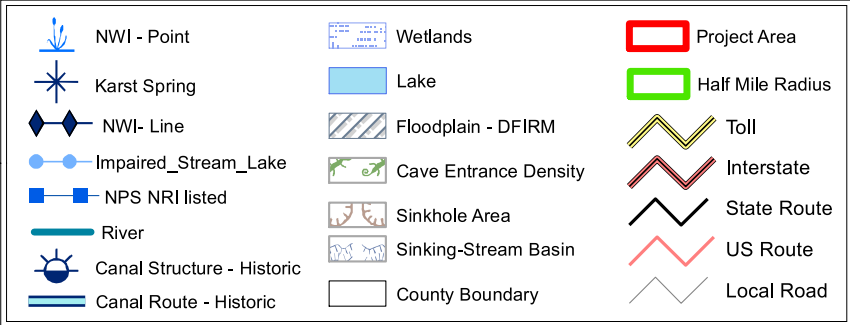 NWI - Point
Karst Spring
NWI- Line
Impaired_Stream_Lake
NPS NRI listed
River
Canal Structure - Historic
Canal Route - Historic
Wetlands
Lake
Floodplain - DFIRM
Cave Entrance Density
Sinkhole Area
Sinking-Stream Basin
County Boundary
Project Area
Half Mile Radius
Toll
Interstate
State Route
US Route
Local Road